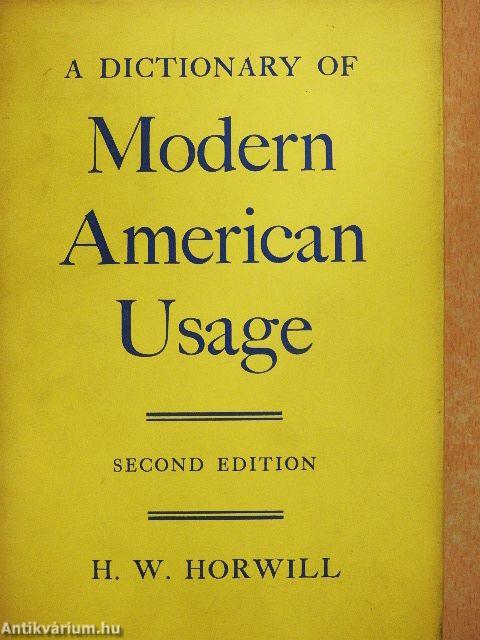 A DICTIONARY OF
Modern
American
Usage
SECOND EDITION
H. W. HORWILL
Antikvárium.hu